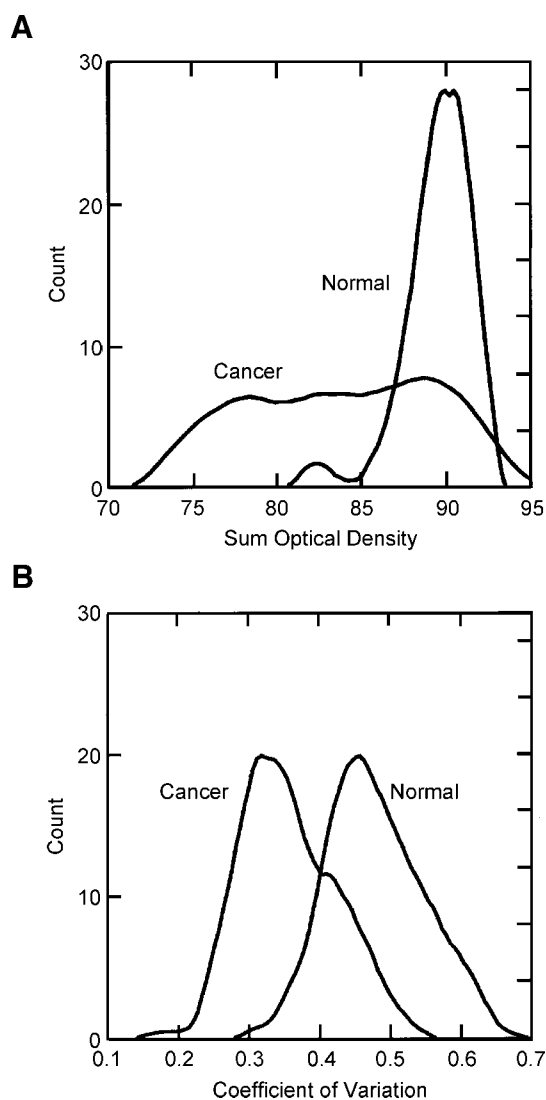 A
30
20
10
0
Count
Normal
Cancer
70 75 80 85 90 95
Sum Optical Density
B
30
20
10
0
Count
Cancer
Normal
0.1 0.2 0.3 0.4 0.5 0.6 0.7
Coefficient of Variation